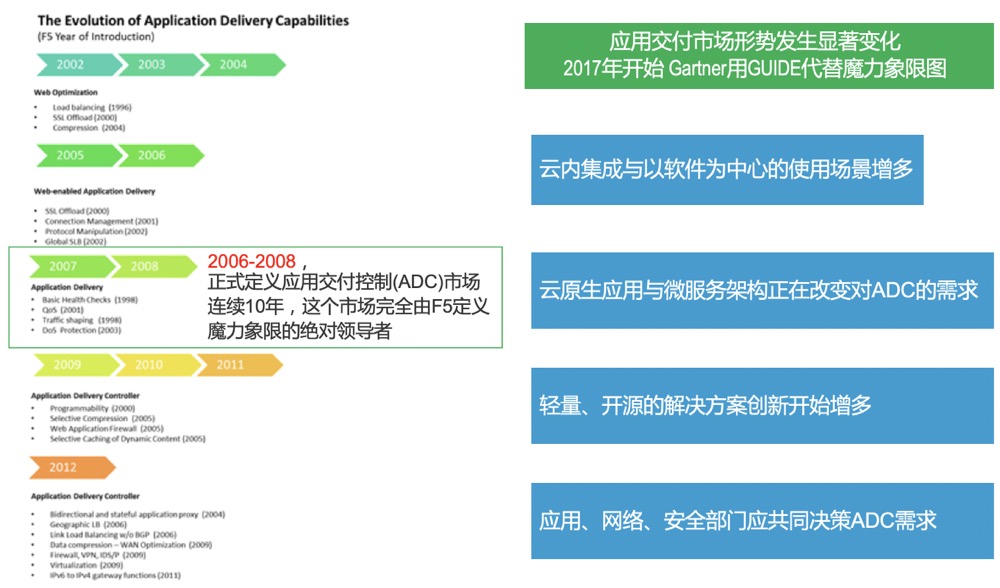 The Evolution of Application Delivery Capabilities
(F5 Year of Introduction)
2002 2003 2004
Web Optimization
• Load balancing (1996)
• SSL Offload (2000)
• Compression (2004)
2005 2006
Web-enabled Application Delivery
• SSL Offload (2000)
• Connection Management (2001)
• Protocol Manipulation (2002)
• Global SLB (2002)
2007 2008
Application Delivery
• Basic Health Checks (1998)
• QoS (2001)
• Traffic shaping (1998)
• DoS Protection (2003)
2006-2008，
正式定义应用交付控制(ADC)市场
连续10年，这个市场完全由F5定义
魔力象限的绝对领导者
2009 2010 2011
Application Delivery Controller
• Programmability (2000)
• Selective Compression (2005)
• Web Application Firewall (2005)
• Selective Caching of Dynamic Content (2005)
2012
Application Delivery Controller
• Bidirectional and stateful application proxy (2004)
• Geographic LB (2006)
• Link Load Balancing w/o BGP (2006)
• Data compression – WAN Optimization (2009)
• Firewall, VPN, IDS/P (2009)
• Virtualization (2009)
• IPv6 to IPv4 gateway functions (2011)
应用交付市场形势发生显著变化
2017年开始 Gartner用GUIDE代替魔力象限图
云内集成与以软件为中心的使用场景增多
云原生应用与微服务架构正在改变对ADC的需求
轻量、开源的解决方案创新开始增多
应用、网络、安全部门应共同决策ADC需求